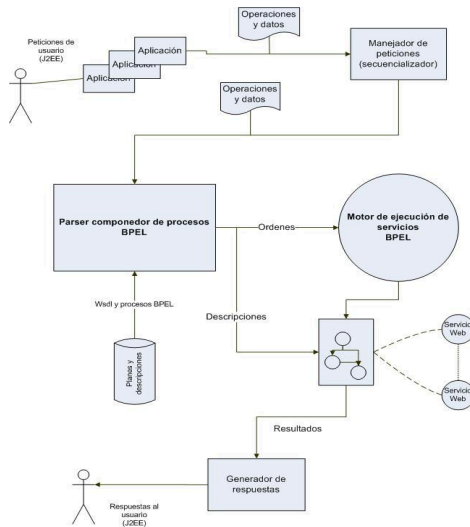 Peticiones de
usuario
(J2EE)
Aplicación
Aplicación
Aplicación
Operaciones
y datos
Manejador de
peticiones
(secuencializador)
Operaciones
y datos
Parser componedor de procesos
BPEL
Ordenes
Motor de ejecución de
servicios
BPEL
Wsdl y procesos BPEL
Descripciones
Planes y
descripciones
Servicio
Web
Servicio
Web
Resultados
Generador de
respuestas
Respuestas al
usuario
(J2EE)